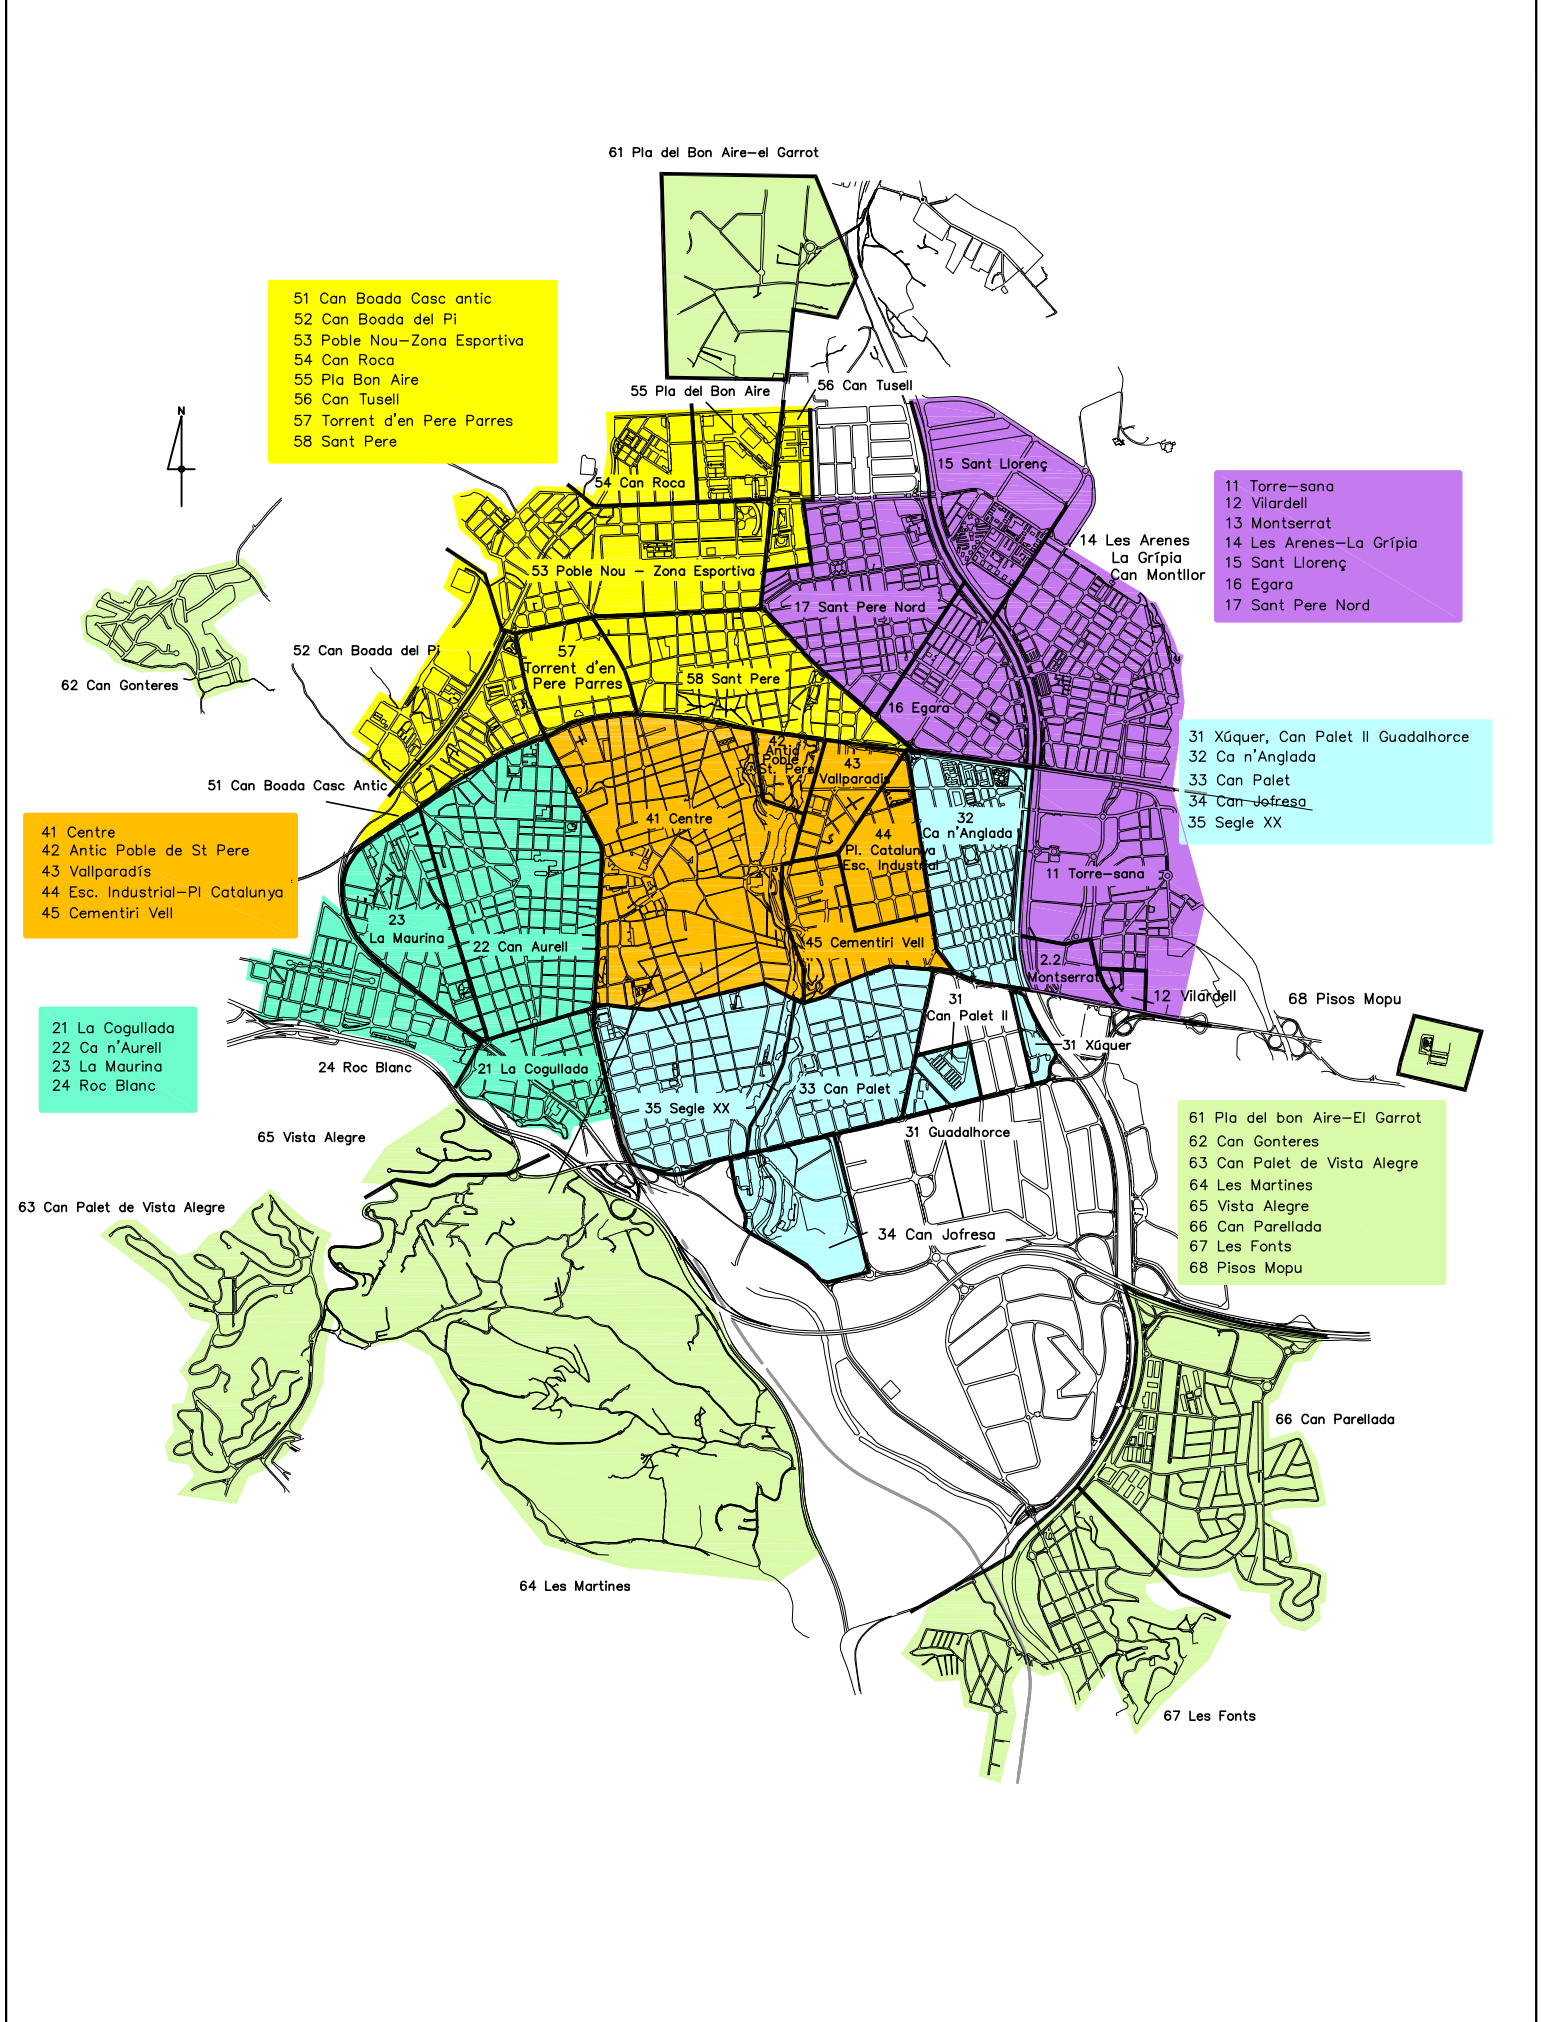 61 Pla del Bon Aire-el Garrot
51 Can Boada Casc antic
52 Can Boada del Pi
53 Poble Nou-Zona Esportiva
54 Can Roca
55 Pla Bon Aire
56 Can Tusell
57 Torrent d'en Pere Parres
58 Sant Pere
55 Pla del Bon Aire
56 Can Tusell
N
15 Sant Llorenç
54 Can Roca
11 Torre-sana
12 Vilardell
13 Montserrat
14 Les Arenes-La Grípia
15 Sant Llorenç
16 Egara
17 Sant Pere Nord
14 Les Arenes
La Grípia
Can Montllor
53 Poble Nou - Zona Esportiva
17 Sant Pere Nord
52 Can Boada del Pi
57
Torrent d'en
Pere Parres
58 Sant Pere
62 Can Gonteres
16 Egara
31 Xúquer, Can Palet II Guadalhorce
32 Ca n'Anglada
33 Can Palet
34 Can Jofresa
35 Segle XX
42
Antic
Poble
St. Pere
43
Vallparadís
51 Can Boada Casc Antic
41 Centre
42 Antic Poble de St Pere
43 Vallparadís
44 Esc. Industrial-Pl Catalunya
45 Cementiri Vell
41 Centre
44
Pl. Catalunya
Esc. Industrial
32
Ca n'Anglada
11 Torre-sana
23
La Maurina
22 Can Aurell
45 Cementiri Vell
2.2
Montserrat
12 Vilardell
68 Pisos Mopu
31
Can Palet II
31 Xúquer
21 La Cogullada
22 Ca n'Aurell
23 La Maurina
24 Roc Blanc
24 Roc Blanc
21 La Cogullada
33 Can Palet
35 Segle XX
31 Guadalhorce
65 Vista Alegre
61 Pla del bon Aire-El Garrot
62 Can Gonteres
63 Can Palet de Vista Alegre
64 Les Martines
65 Vista Alegre
66 Can Parellada
67 Les Fonts
68 Pisos Mopu
63 Can Palet de Vista Alegre
34 Can Jofresa
66 Can Parellada
64 Les Martines
67 Les Fonts